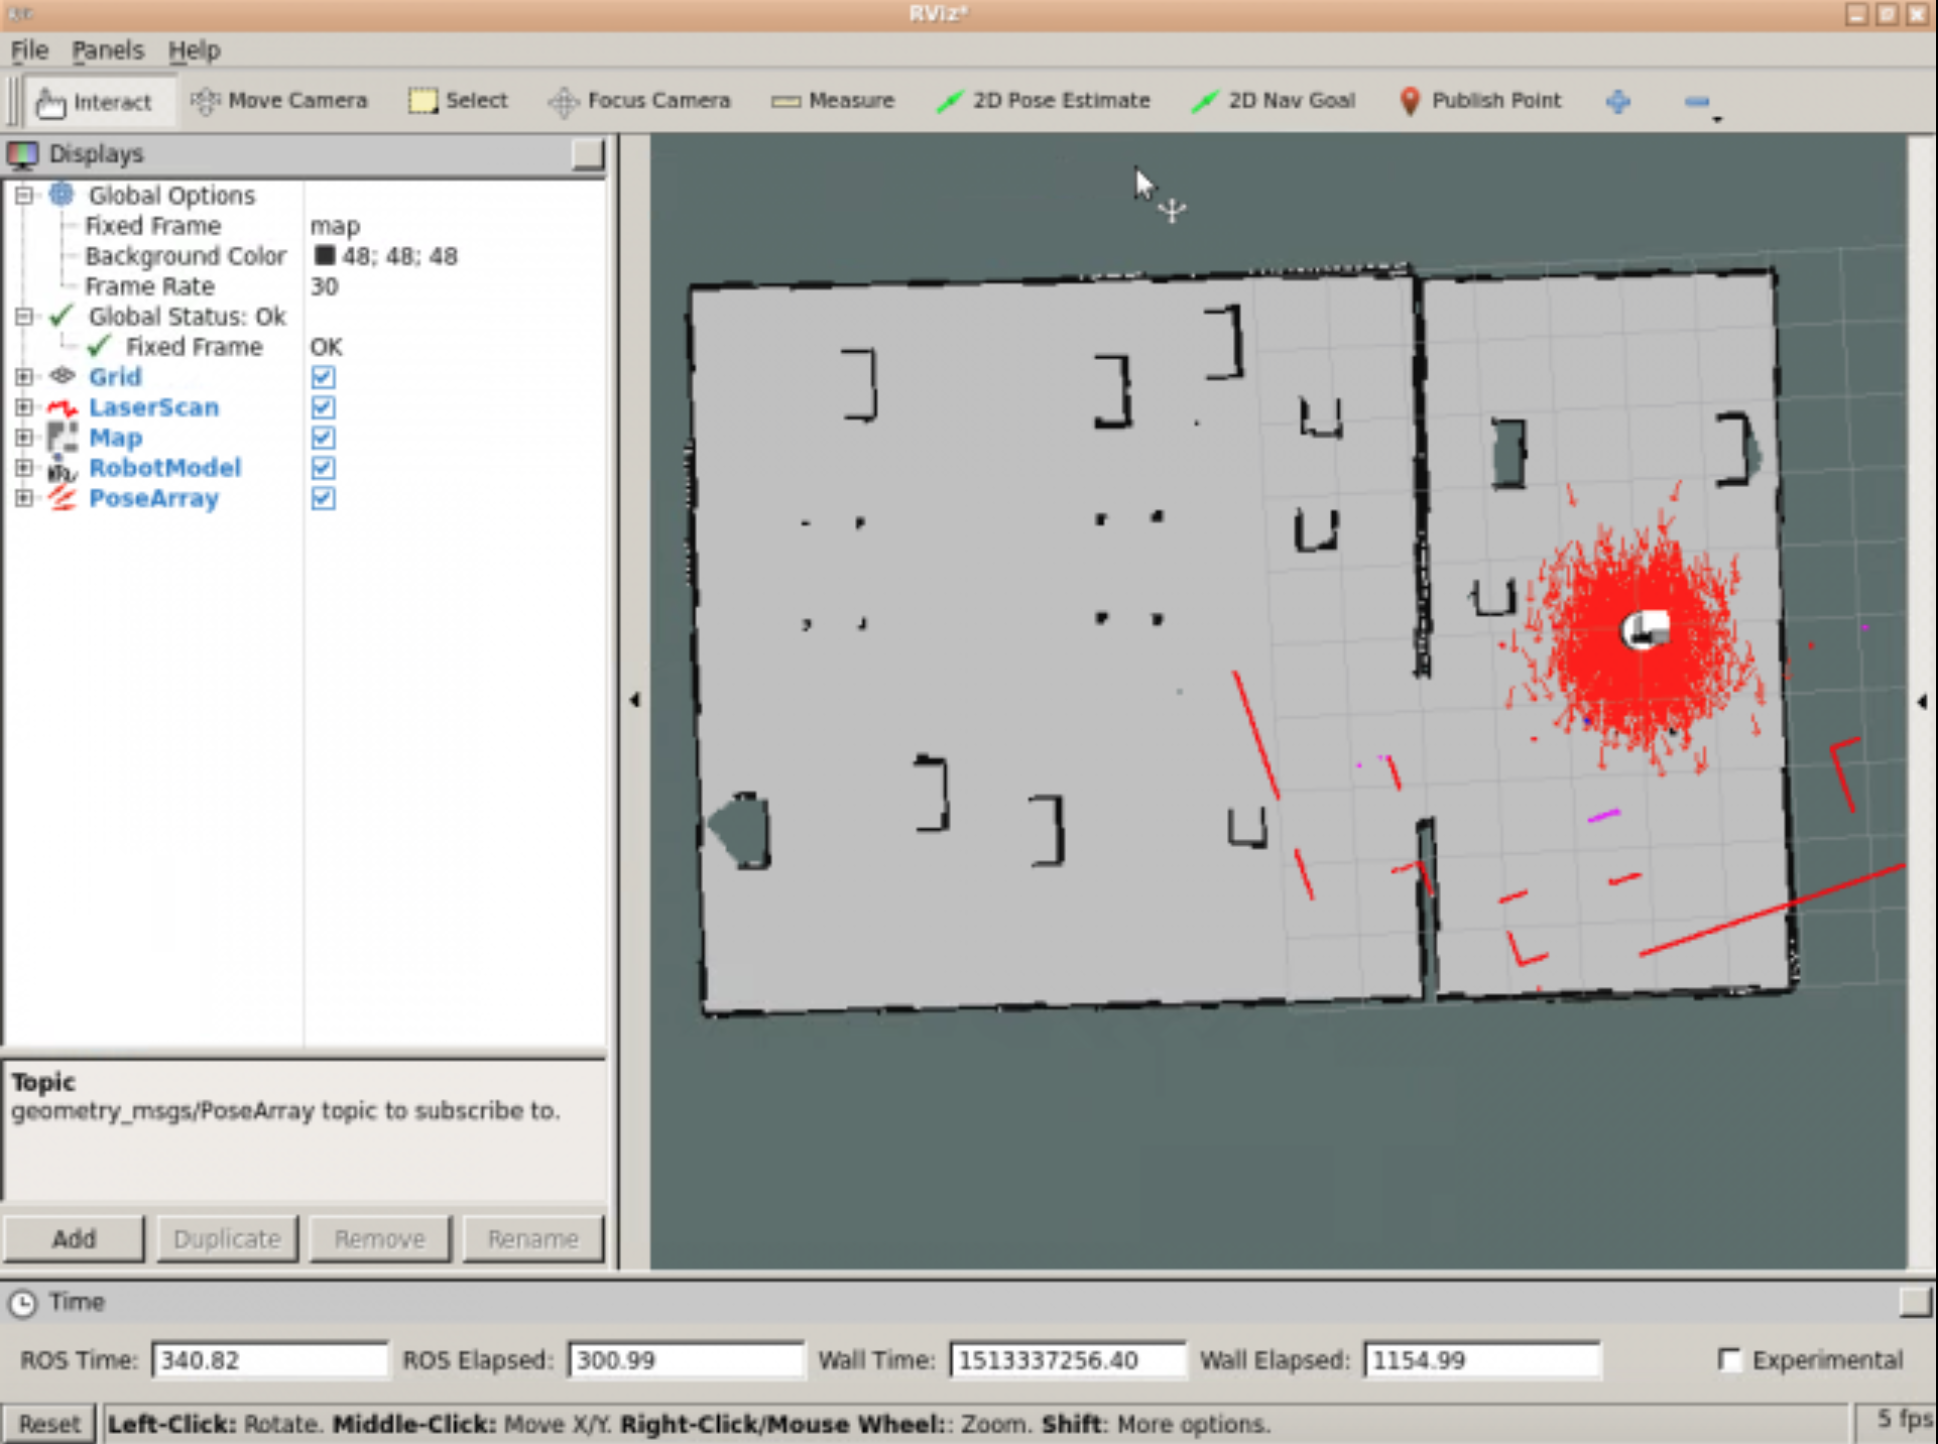 RViz*
File Panels Help
Interact Move Camera Select Focus Camera Measure 2D Pose Estimate 2D Nav Goal Publish Point
Displays
Global Options
Fixed Frame map
Background Color 48; 48; 48
Frame Rate 30
Global Status: Ok
Fixed Frame OK
Grid
LaserScan
Map
RobotModel
PoseArray
Topic
geometry_msgs/PoseArray topic to subscribe to.
Add Duplicate Remove Rename
Time
ROS Time: 340.82 ROS Elapsed: 300.99 Wall Time: 1513337256.40 Wall Elapsed: 1154.99 Experimental
Reset Left-Click: Rotate. Middle-Click: Move X/Y. Right-Click/Mouse Wheel:: Zoom. Shift: More options. 5 fps